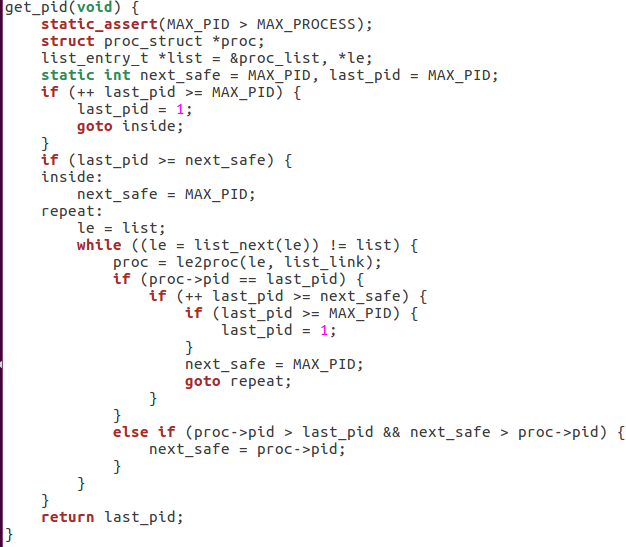 get_pid(void) {
    static_assert(MAX_PID > MAX_PROCESS);
    struct proc_struct *proc;
    list_entry_t *list = &proc_list, *le;
    static int next_safe = MAX_PID, last_pid = MAX_PID;
    if (++ last_pid >= MAX_PID) {
        last_pid = 1;
        goto inside;
    }
    if (last_pid >= next_safe) {
    inside:
        next_safe = MAX_PID;
    repeat:
        le = list;
        while ((le = list_next(le)) != list) {
            proc = le2proc(le, list_link);
            if (proc->pid == last_pid) {
                if (++ last_pid >= next_safe) {
                    if (last_pid >= MAX_PID) {
                        last_pid = 1;
                    }
                    next_safe = MAX_PID;
                    goto repeat;
                }
            }
            else if (proc->pid > last_pid && next_safe > proc->pid) {
                next_safe = proc->pid;
            }
        }
    }
    return last_pid;
}